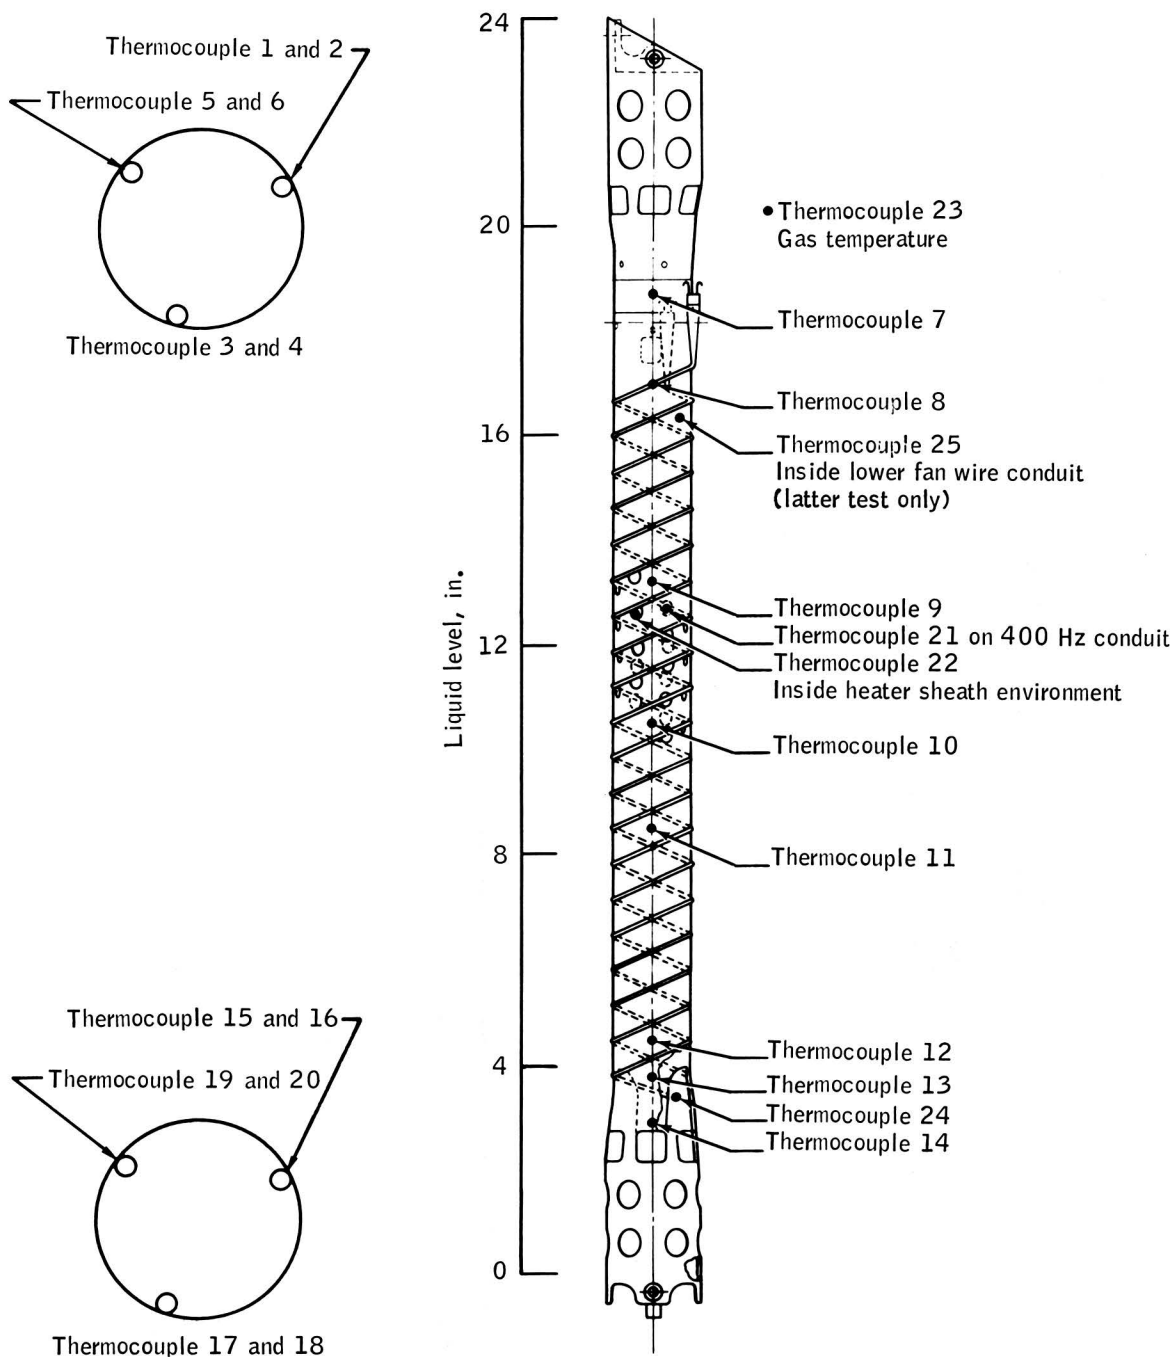 Thermocouple 1 and 2
Thermocouple 5 and 6
Thermocouple 3 and 4
Thermocouple 15 and 16
Thermocouple 19 and 20
Thermocouple 17 and 18
Liquid level, in.
24
20
16
12
8
4
0
Thermocouple 23
Gas temperature
Thermocouple 7
Thermocouple 8
Thermocouple 25
Inside lower fan wire conduit
(latter test only)
Thermocouple 9
Thermocouple 21 on 400 Hz conduit
Thermocouple 22
Inside heater sheath environment
Thermocouple 10
Thermocouple 11
Thermocouple 12
Thermocouple 13
Thermocouple 24
Thermocouple 14